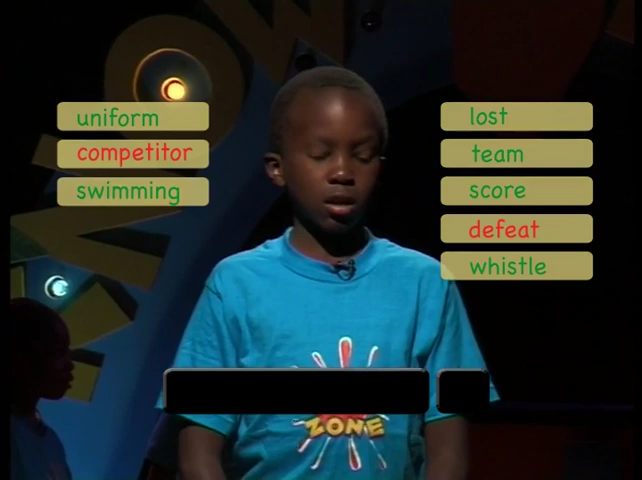 uniform
competitor
swimming
lost
team
score
defeat
whistle
ZONE